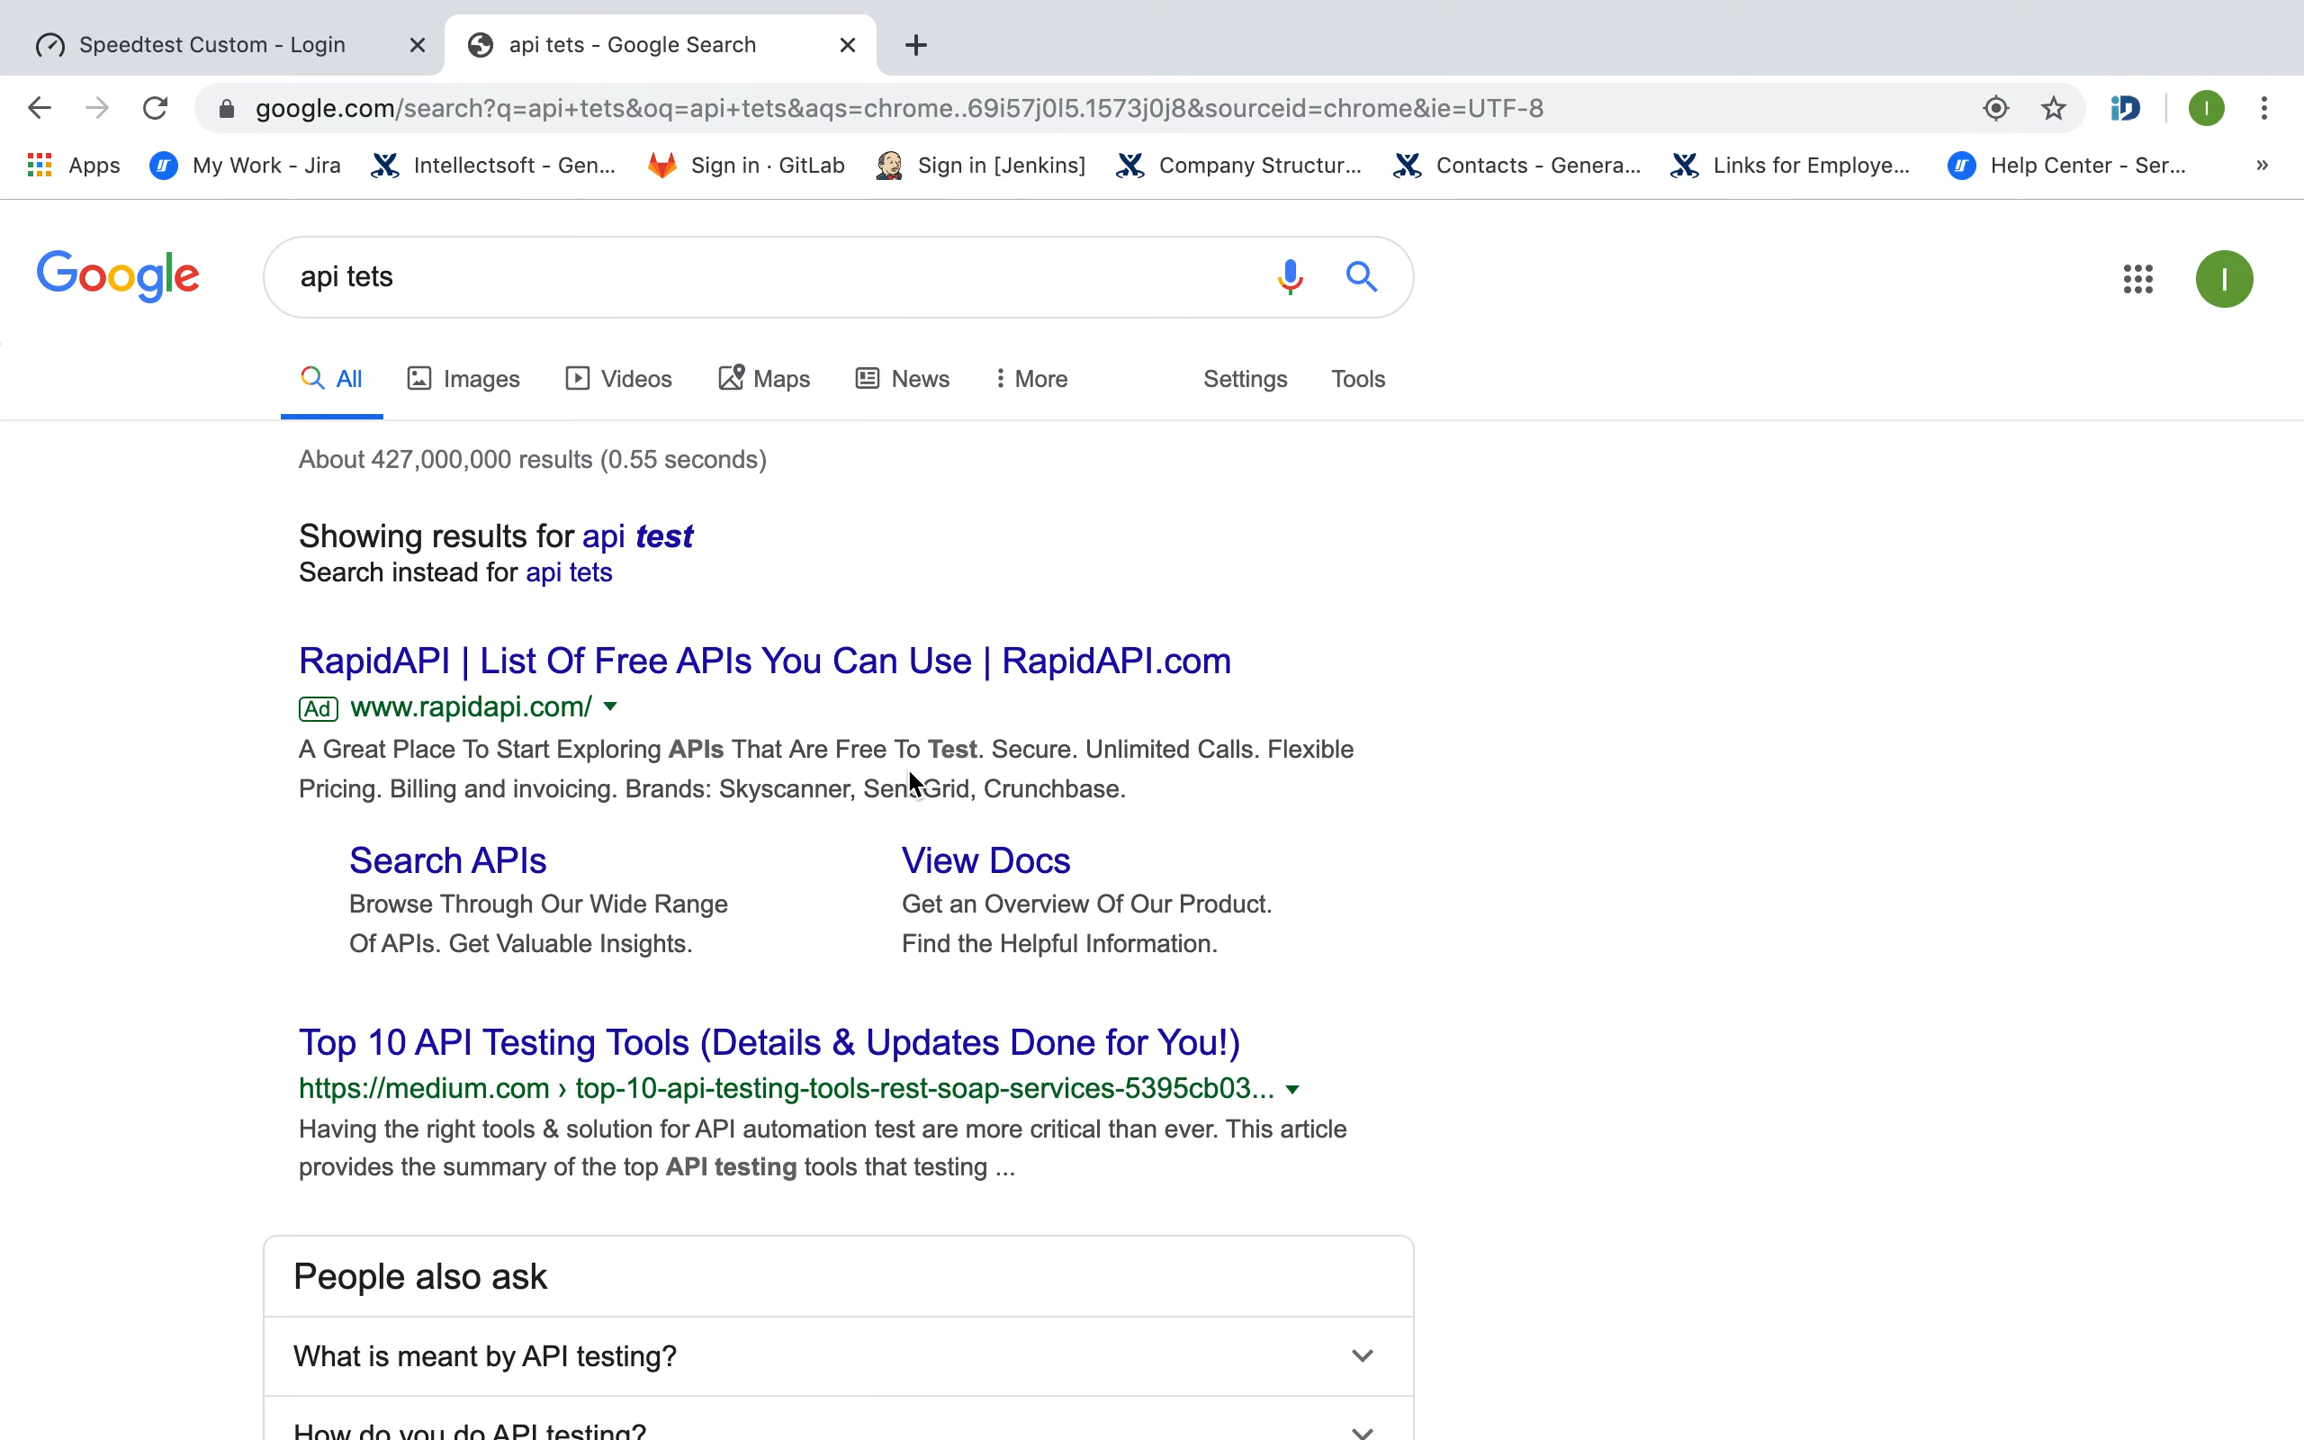 Speedtest Custom - Login
api tets - Google Search
google.com/search?q=api+tets&oq=api+tets&aqs=chrome..69i57j0l5.1573j0j8&sourceid=chrome&ie=UTF-8
Apps My Work - Jira Intellectsoft - Gen... Sign in · GitLab Sign in [Jenkins] Company Structur... Contacts - Genera... Links for Employe... Help Center - Ser... »
Google api tets I
All Images Videos Maps News More Settings Tools
About 427,000,000 results (0.55 seconds)
Showing results for api test
Search instead for api tets
RapidAPI | List Of Free APIs You Can Use | RapidAPI.com
Ad www.rapidapi.com/
A Great Place To Start Exploring APIs That Are Free To Test. Secure. Unlimited Calls. Flexible
Pricing. Billing and invoicing. Brands: Skyscanner, SendGrid, Crunchbase.
Search APIs
Browse Through Our Wide Range
Of APIs. Get Valuable Insights.
View Docs
Get an Overview Of Our Product.
Find the Helpful Information.
Top 10 API Testing Tools (Details & Updates Done for You!)
https://medium.com › top-10-api-testing-tools-rest-soap-services-5395cb03...
Having the right tools & solution for API automation test are more critical than ever. This article
provides the summary of the top API testing tools that testing ...
People also ask
What is meant by API testing?
How do you do API testing?